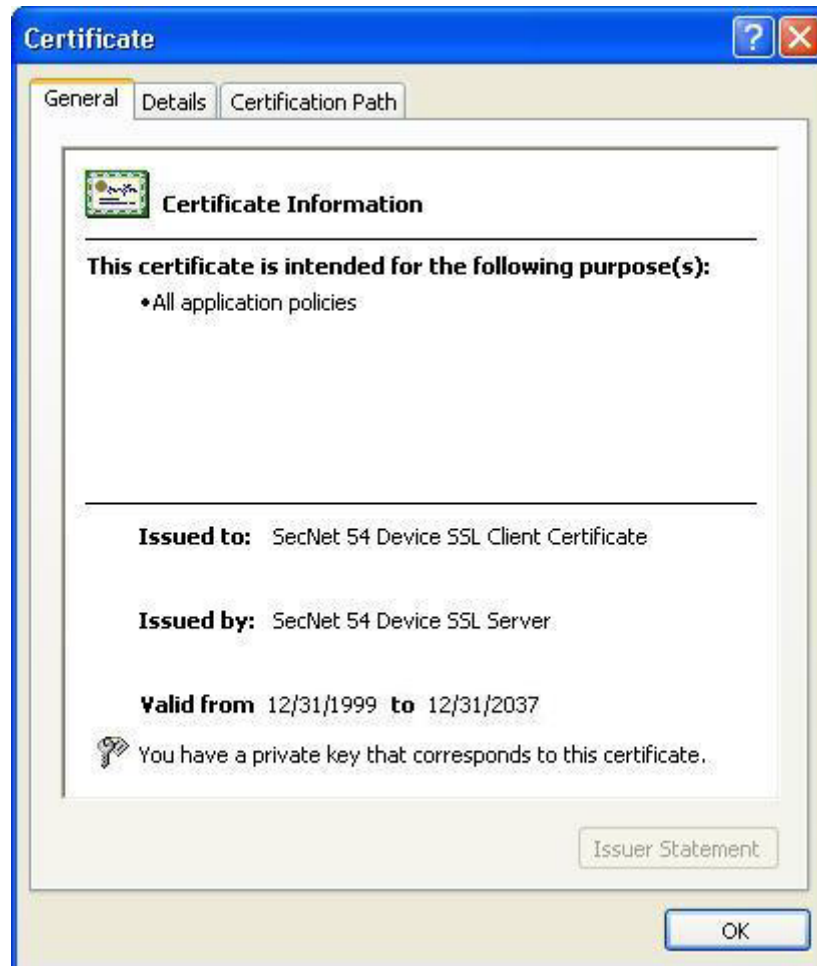 Certificate
General Details Certification Path
Certificate Information
This certificate is intended for the following purpose(s):
•All application policies
Issued to: SecNet 54 Device SSL Client Certificate
Issued by: SecNet 54 Device SSL Server
Valid from 12/31/1999 to 12/31/2037
You have a private key that corresponds to this certificate.
Issuer Statement
OK